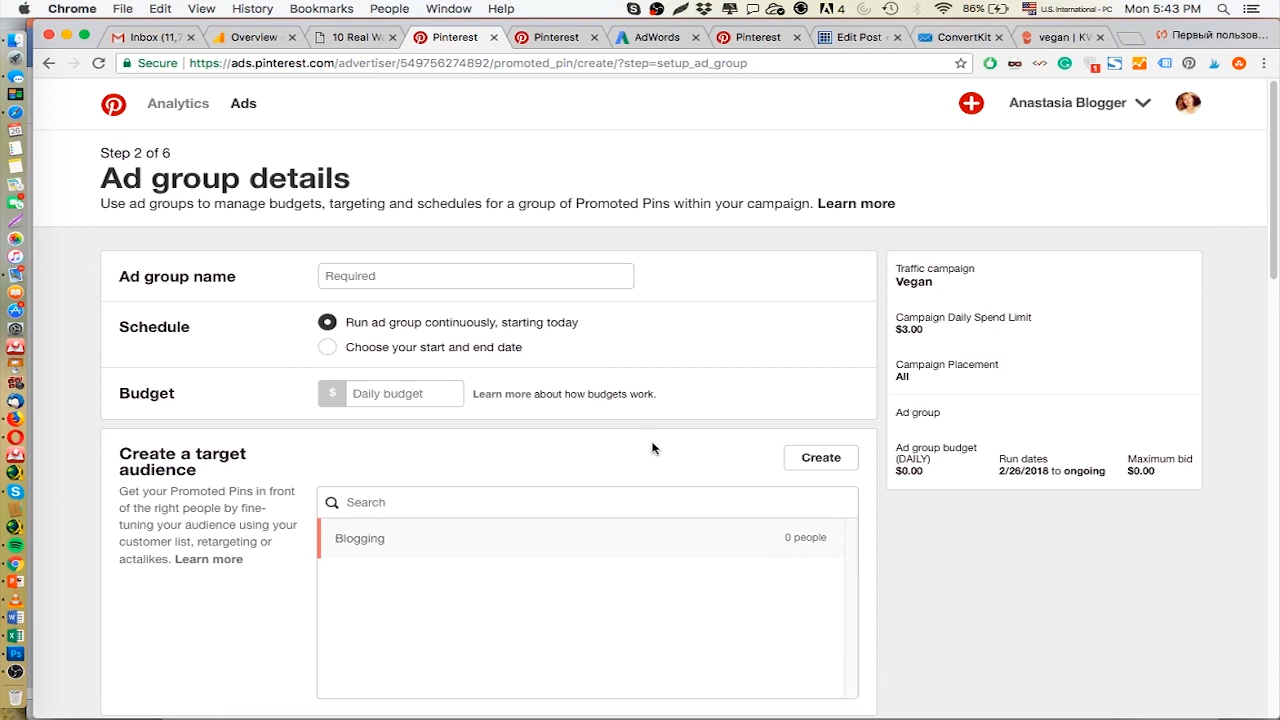 Chrome File Edit View History Bookmarks People Window Help 4 86% U.S. International - PC Mon 5:43 PM
Inbox (11,7 Overview - 10 Real Wo Pinterest Pinterest AdWords Pinterest Edit Post ‹ ConvertKit vegan | KW Первый пользов...
Secure https://ads.pinterest.com/advertiser/549756274892/promoted_pin/create/?step=setup_ad_group
Analytics Ads Anastasia Blogger
Step 2 of 6
Ad group details
Use ad groups to manage budgets, targeting and schedules for a group of Promoted Pins within your campaign. Learn more
Ad group name Required
Schedule Run ad group continuously, starting today
Choose your start and end date
Budget $ Daily budget Learn more about how budgets work.
Create a target
audience
Create
Get your Promoted Pins in front
of the right people by fine-
tuning your audience using your
customer list, retargeting or
actalikes. Learn more
Search
Blogging 0 people
Traffic campaign
Vegan
Campaign Daily Spend Limit
$3.00
Campaign Placement
All
Ad group
Ad group budget
(DAILY)
$0.00
Run dates
2/26/2018 to ongoing
Maximum bid
$0.00